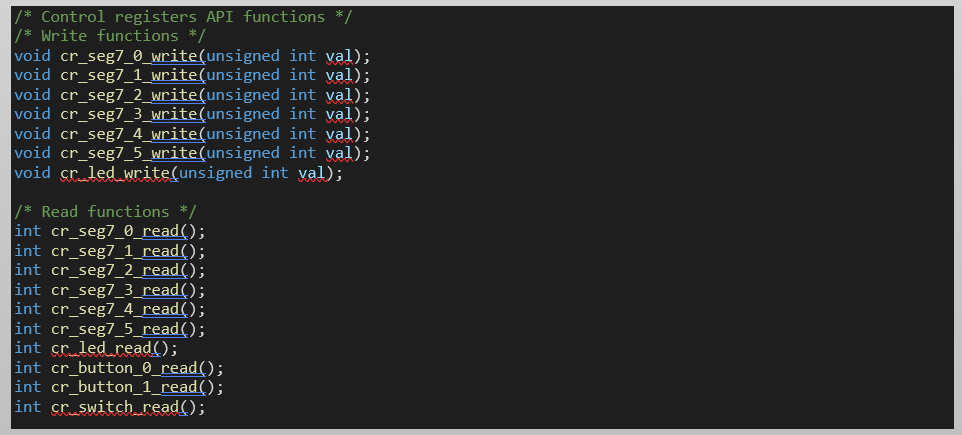 /* Control registers API functions */
/* Write functions */
void cr_seg7_0_write(unsigned int val);
void cr_seg7_1_write(unsigned int val);
void cr_seg7_2_write(unsigned int val);
void cr_seg7_3_write(unsigned int val);
void cr_seg7_4_write(unsigned int val);
void cr_seg7_5_write(unsigned int val);
void cr_led_write(unsigned int val);
/* Read functions */
int cr_seg7_0_read();
int cr_seg7_1_read();
int cr_seg7_2_read();
int cr_seg7_3_read();
int cr_seg7_4_read();
int cr_seg7_5_read();
int cr_led_read();
int cr_button_0_read();
int cr_button_1_read();
int cr_switch_read();